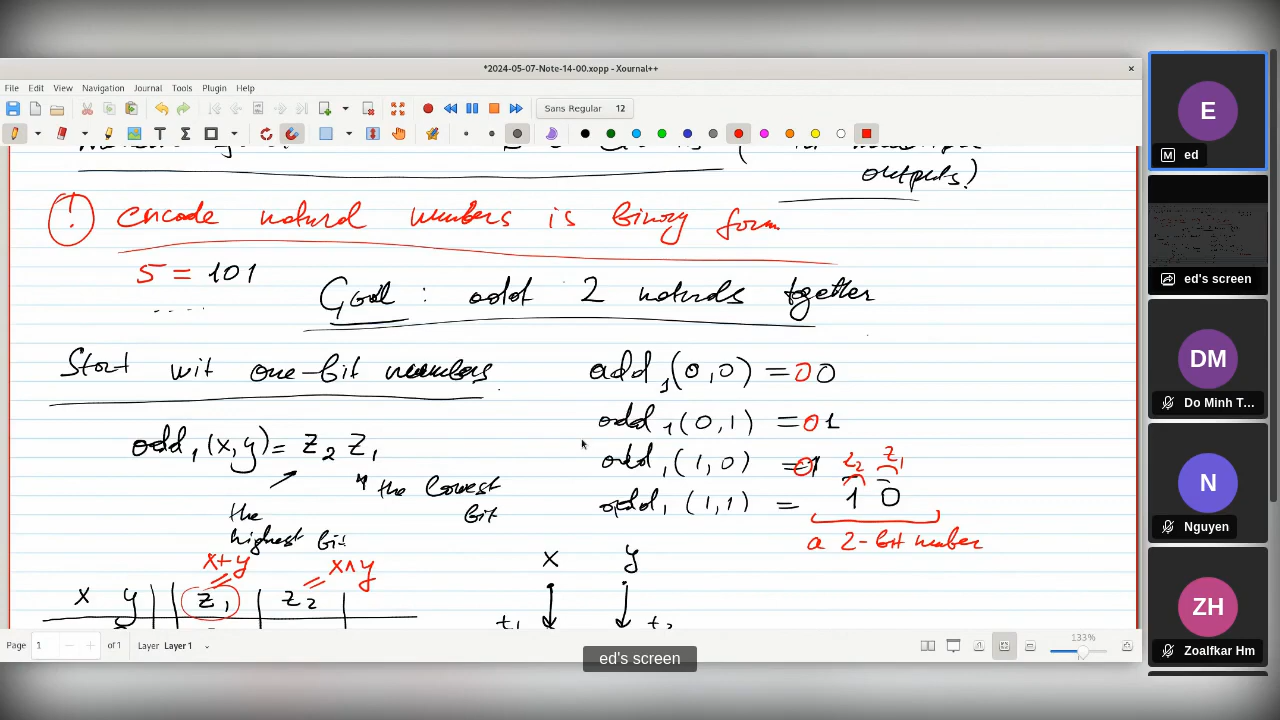 *2024-05-07-Note-14-00.xopp - Xournal++
File Edit View Navigation Journal Tools Plugin Help
Sans Regular 12
outputs!
! encode natural numbers is binary form
5 = 101
Goal : add 2 naturals together
Start wit one-bit numbers
add1(0,0) = 00
add1(0,1) = 01
add1(x,y) = z2 z1
add1(1,0) = 01
the lowest bit
z2 z1
add1(1,1) = 10
the highest bit
a 2-bit number
x+y
x∧y
x y z1 z2
x y
t1 t2
Page 1 of 1 Layer Layer 1
133%
ed's screen
E
ed
ed's screen
DM
Do Minh T...
N
Nguyen
ZH
Zoalfkar Hm